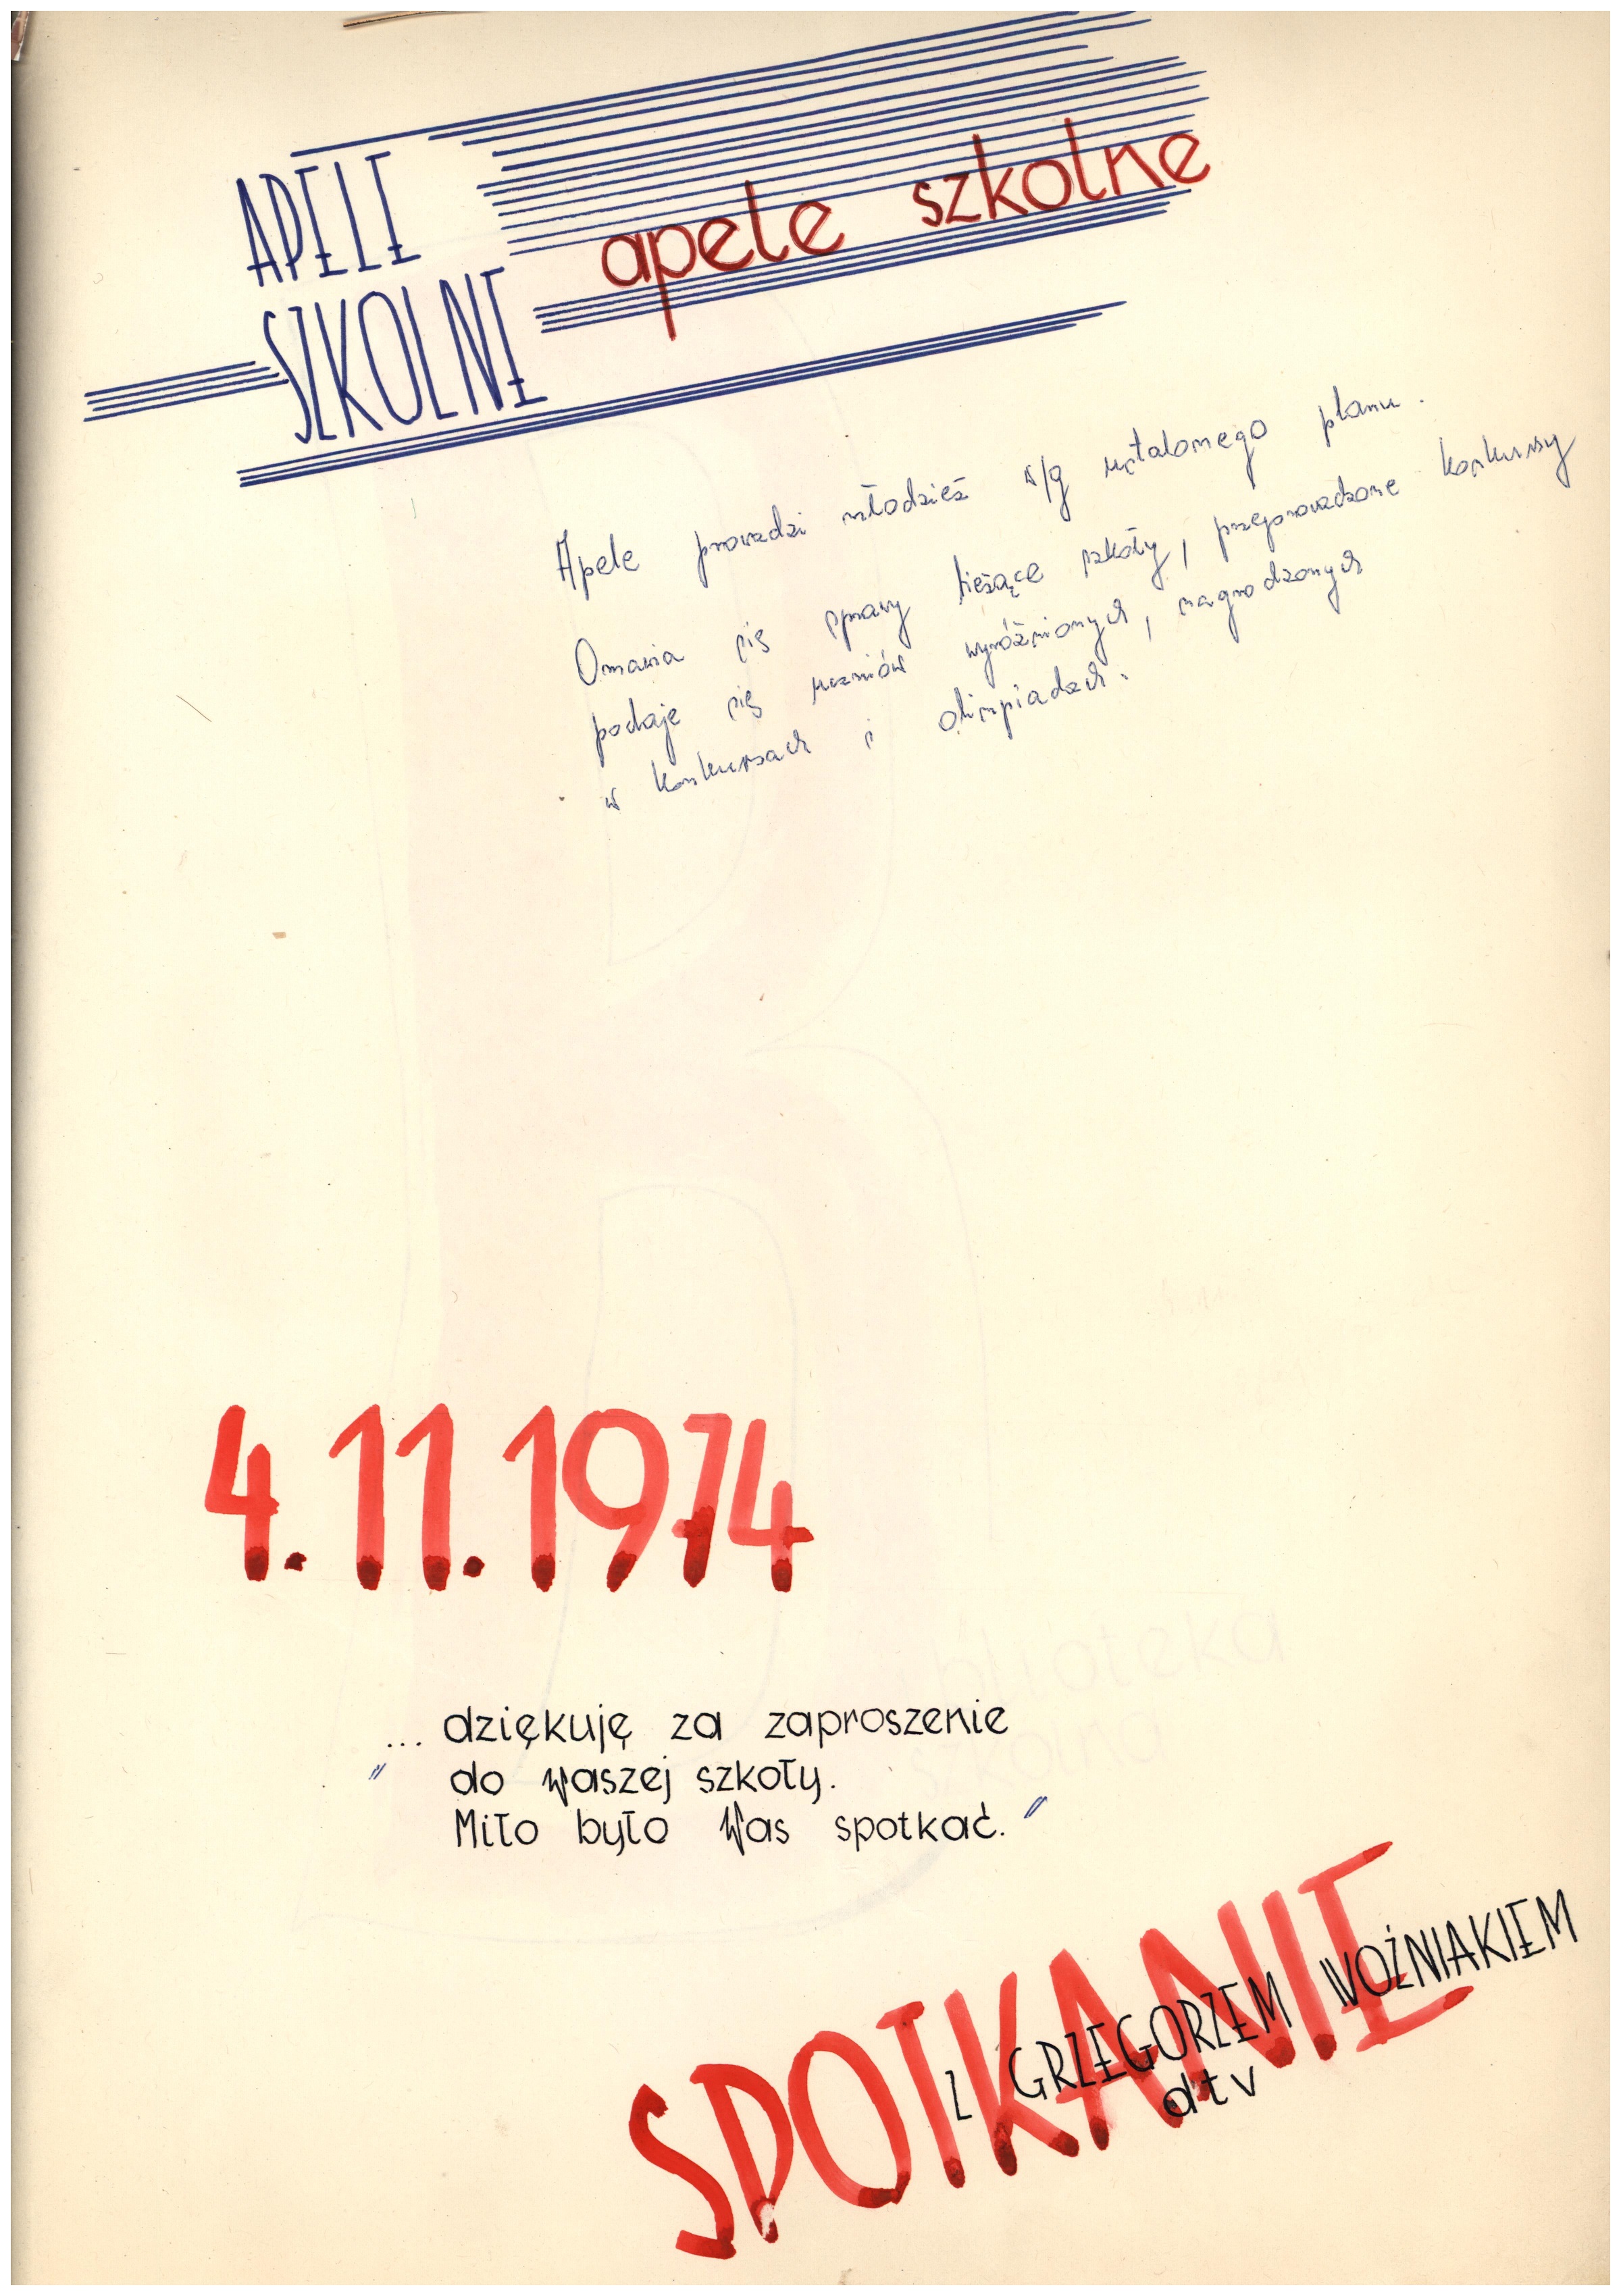 APELE
SZKOLNE
apele szkolne
Apele prowadzi młodzież w/g ustalonego planu.
Omawia się sprawy bieżące szkoły, przeprowadzone konkursy
podaje się uczniów wyróżnionych, nagrodzonych
w konkursach i olimpiadach.
4.11.1974
... dziękuję za zaproszenie
" do Waszej szkoły.
Miło było Was spotkać."
SPOTKANIE
Z GRZEGORZEM WOŹNIAKIEM
dtv
biblioteka
szkolna